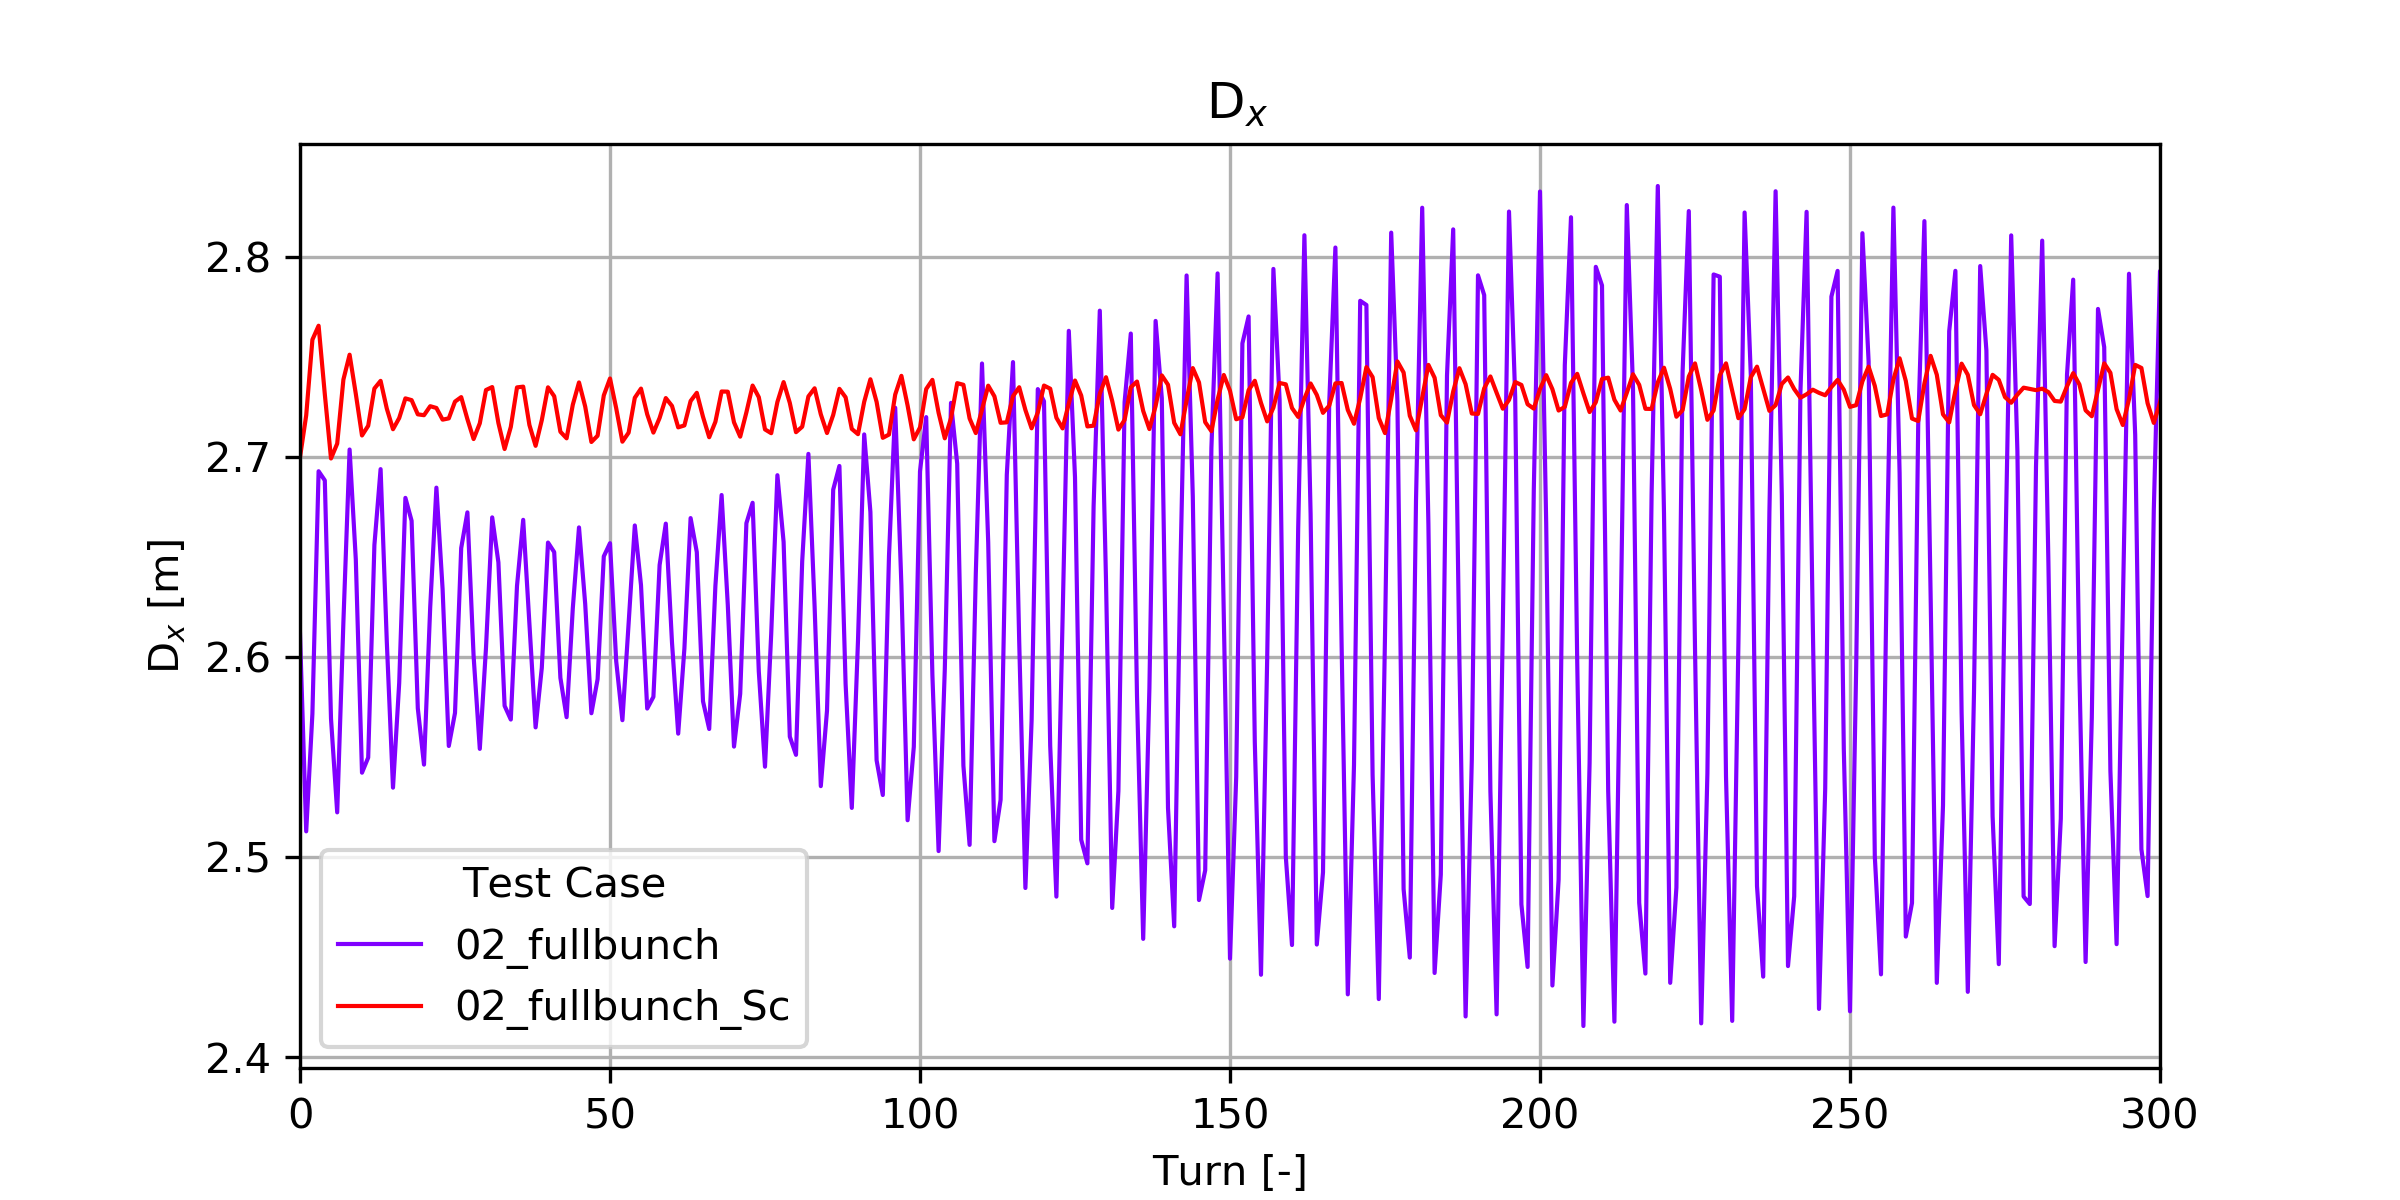 Dx
Dx [m]
2.8
2.7
2.6
2.5
2.4
0 50 100 150 200 250 300
Turn [-]
Test Case
02_fullbunch
02_fullbunch_Sc